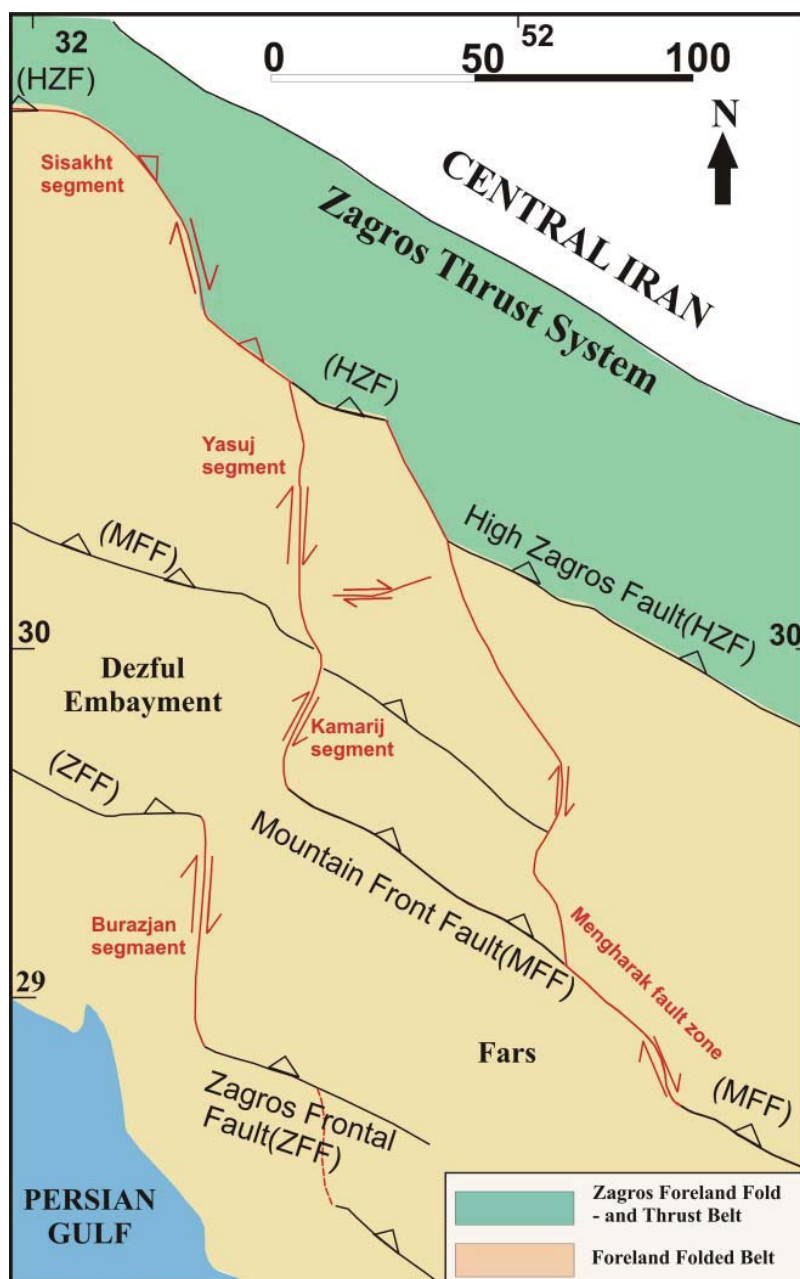 32
52
(HZF)
0 50 100
N
Sisakht
segment
CENTRAL IRAN
Zagros Thrust System
(HZF)
Yasuj
segment
(MFF)
High Zagros Fault(HZF)
30
30
Dezful
Embayment
Kamarij
segment
(ZFF)
Mountain Front Fault(MFF)
Burazjan
segmaent
Mengharak fault zone
29
Fars
(MFF)
Zagros Frontal
Fault(ZFF)
PERSIAN
GULF
Zagros Foreland Fold
- and Thrust Belt
Foreland Folded Belt